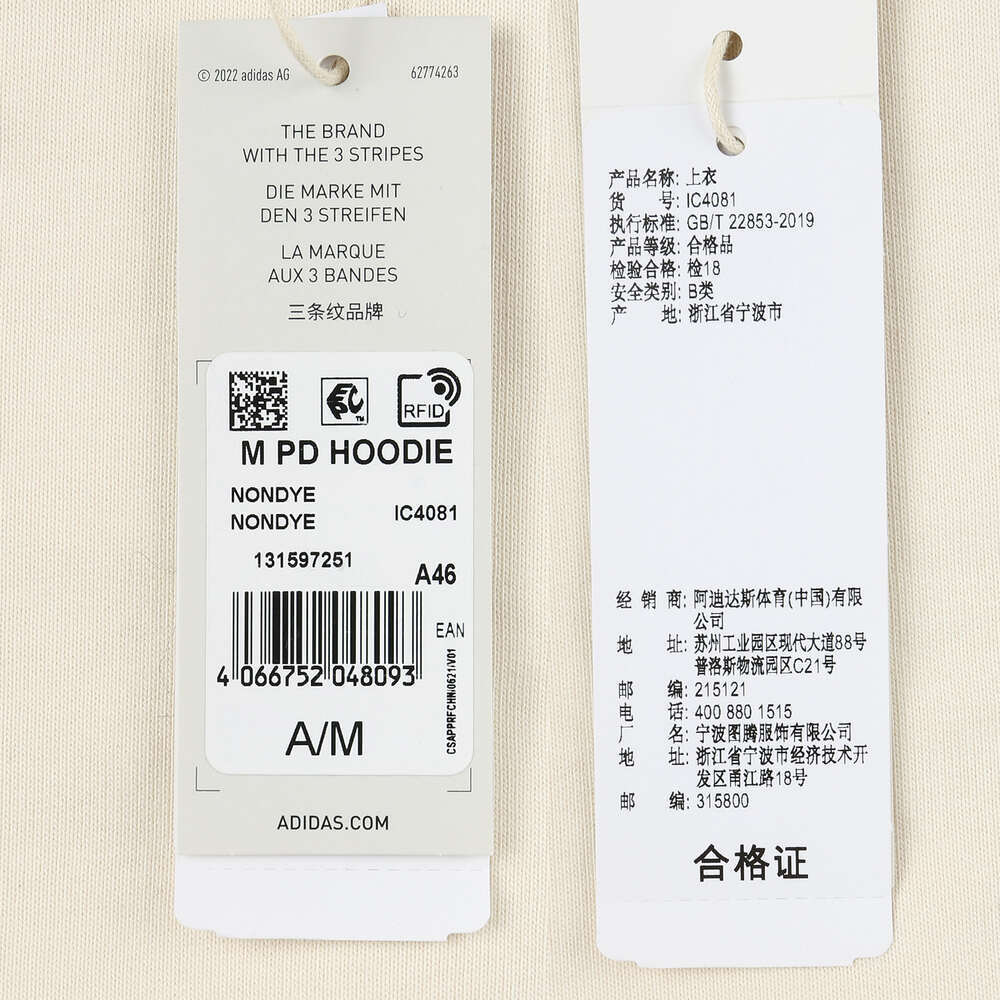 © 2022 adidas AG
62774263
THE BRAND
WITH THE 3 STRIPES
DIE MARKE MIT
DEN 3 STREIFEN
LA MARQUE
AUX 3 BANDES
三条纹品牌
RFID
M PD HOODIE
NONDYE
NONDYE
IC4081
131597251
A46
EAN
4 066752 048093
CSAPPRFCHN/0621/V01
A/M
ADIDAS.COM
产品名称: 上衣
货 号: IC4081
执行标准: GB/T 22853-2019
产品等级: 合格品
检验合格: 检18
安全类别: B类
产 地: 浙江省宁波市
经 销 商: 阿迪达斯体育(中国)有限
公司
地 址: 苏州工业园区现代大道88号
普洛斯物流园区C21号
邮 编: 215121
电 话: 400 880 1515
厂 名: 宁波图腾服饰有限公司
地 址: 浙江省宁波市经济技术开
发区甬江路18号
邮 编: 315800
合格证